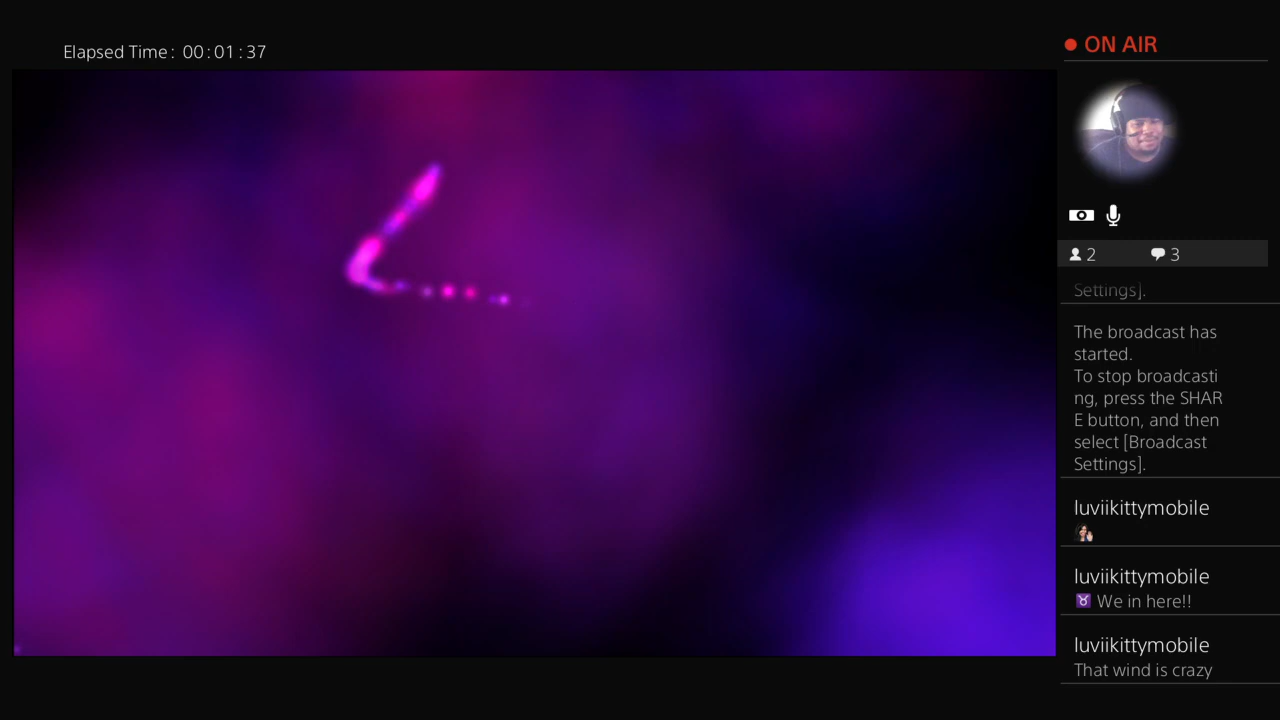 Elapsed Time: 00:01:37
ON AIR
2
3
Settings].
The broadcast has
started.
To stop broadcasti
ng, press the SHAR
E button, and then
select [Broadcast
Settings].
luviikittymobile
luviikittymobile
♉ We in here!!
luviikittymobile
That wind is crazy